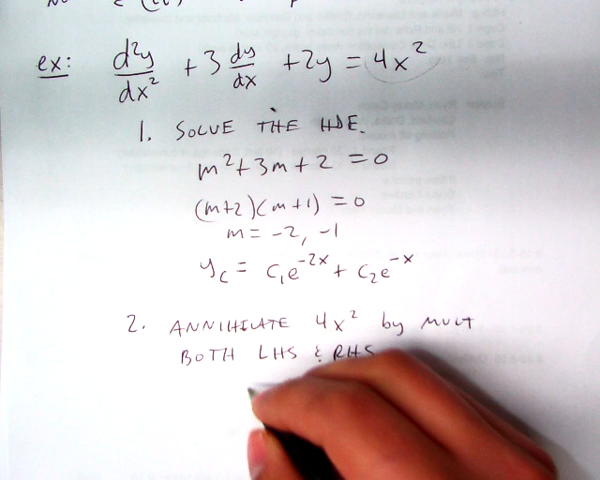 ex: d²y/dx² + 3 dy/dx + 2y = 4x²
1. SOLVE THE HDE.
m² + 3m + 2 = 0
(m+2)(m+1) = 0
m = -2, -1
y_c = c₁e^{-2x} + c₂e^{-x}
2. ANNIHILATE 4x² by MULT
BOTH LHS & RHS